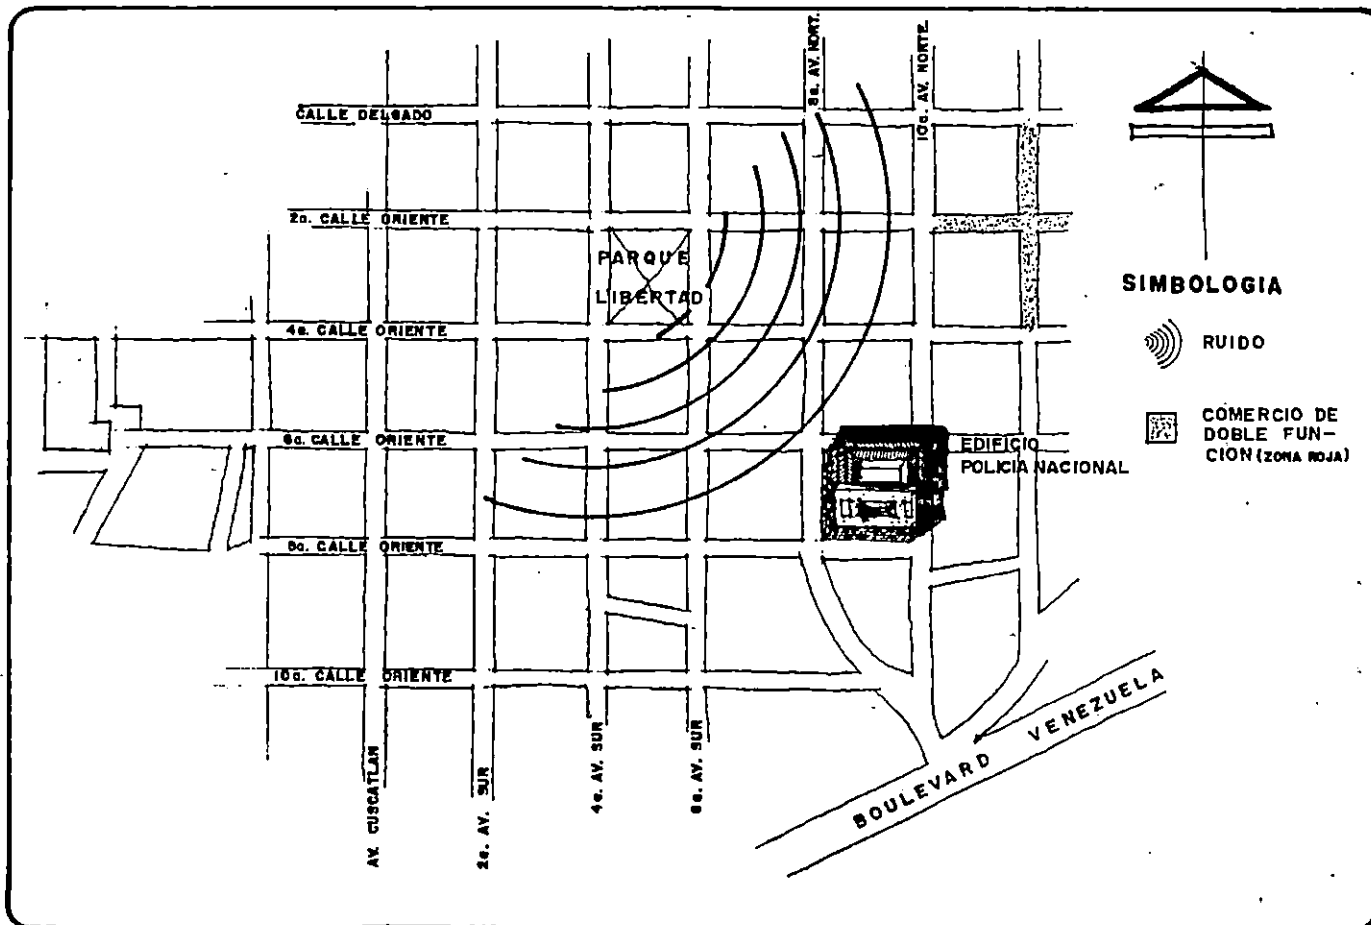 8a. AV. NORT.
10a. AV. NORTE.
CALLE DELGADO
2a. CALLE ORIENTE
PARQUE
LIBERTAD
4a. CALLE ORIENTE
6a. CALLE ORIENTE
EDIFICIO
POLICIA NACIONAL
8a. CALLE ORIENTE
10a. CALLE ORIENTE
AV. CUSCATLAN
2a. AV. SUR
4a. AV. SUR
6a. AV. SUR
BOULEVARD VENEZUELA
SIMBOLOGIA
RUIDO
COMERCIO DE
DOBLE FUN-
CION (ZONA ROJA)